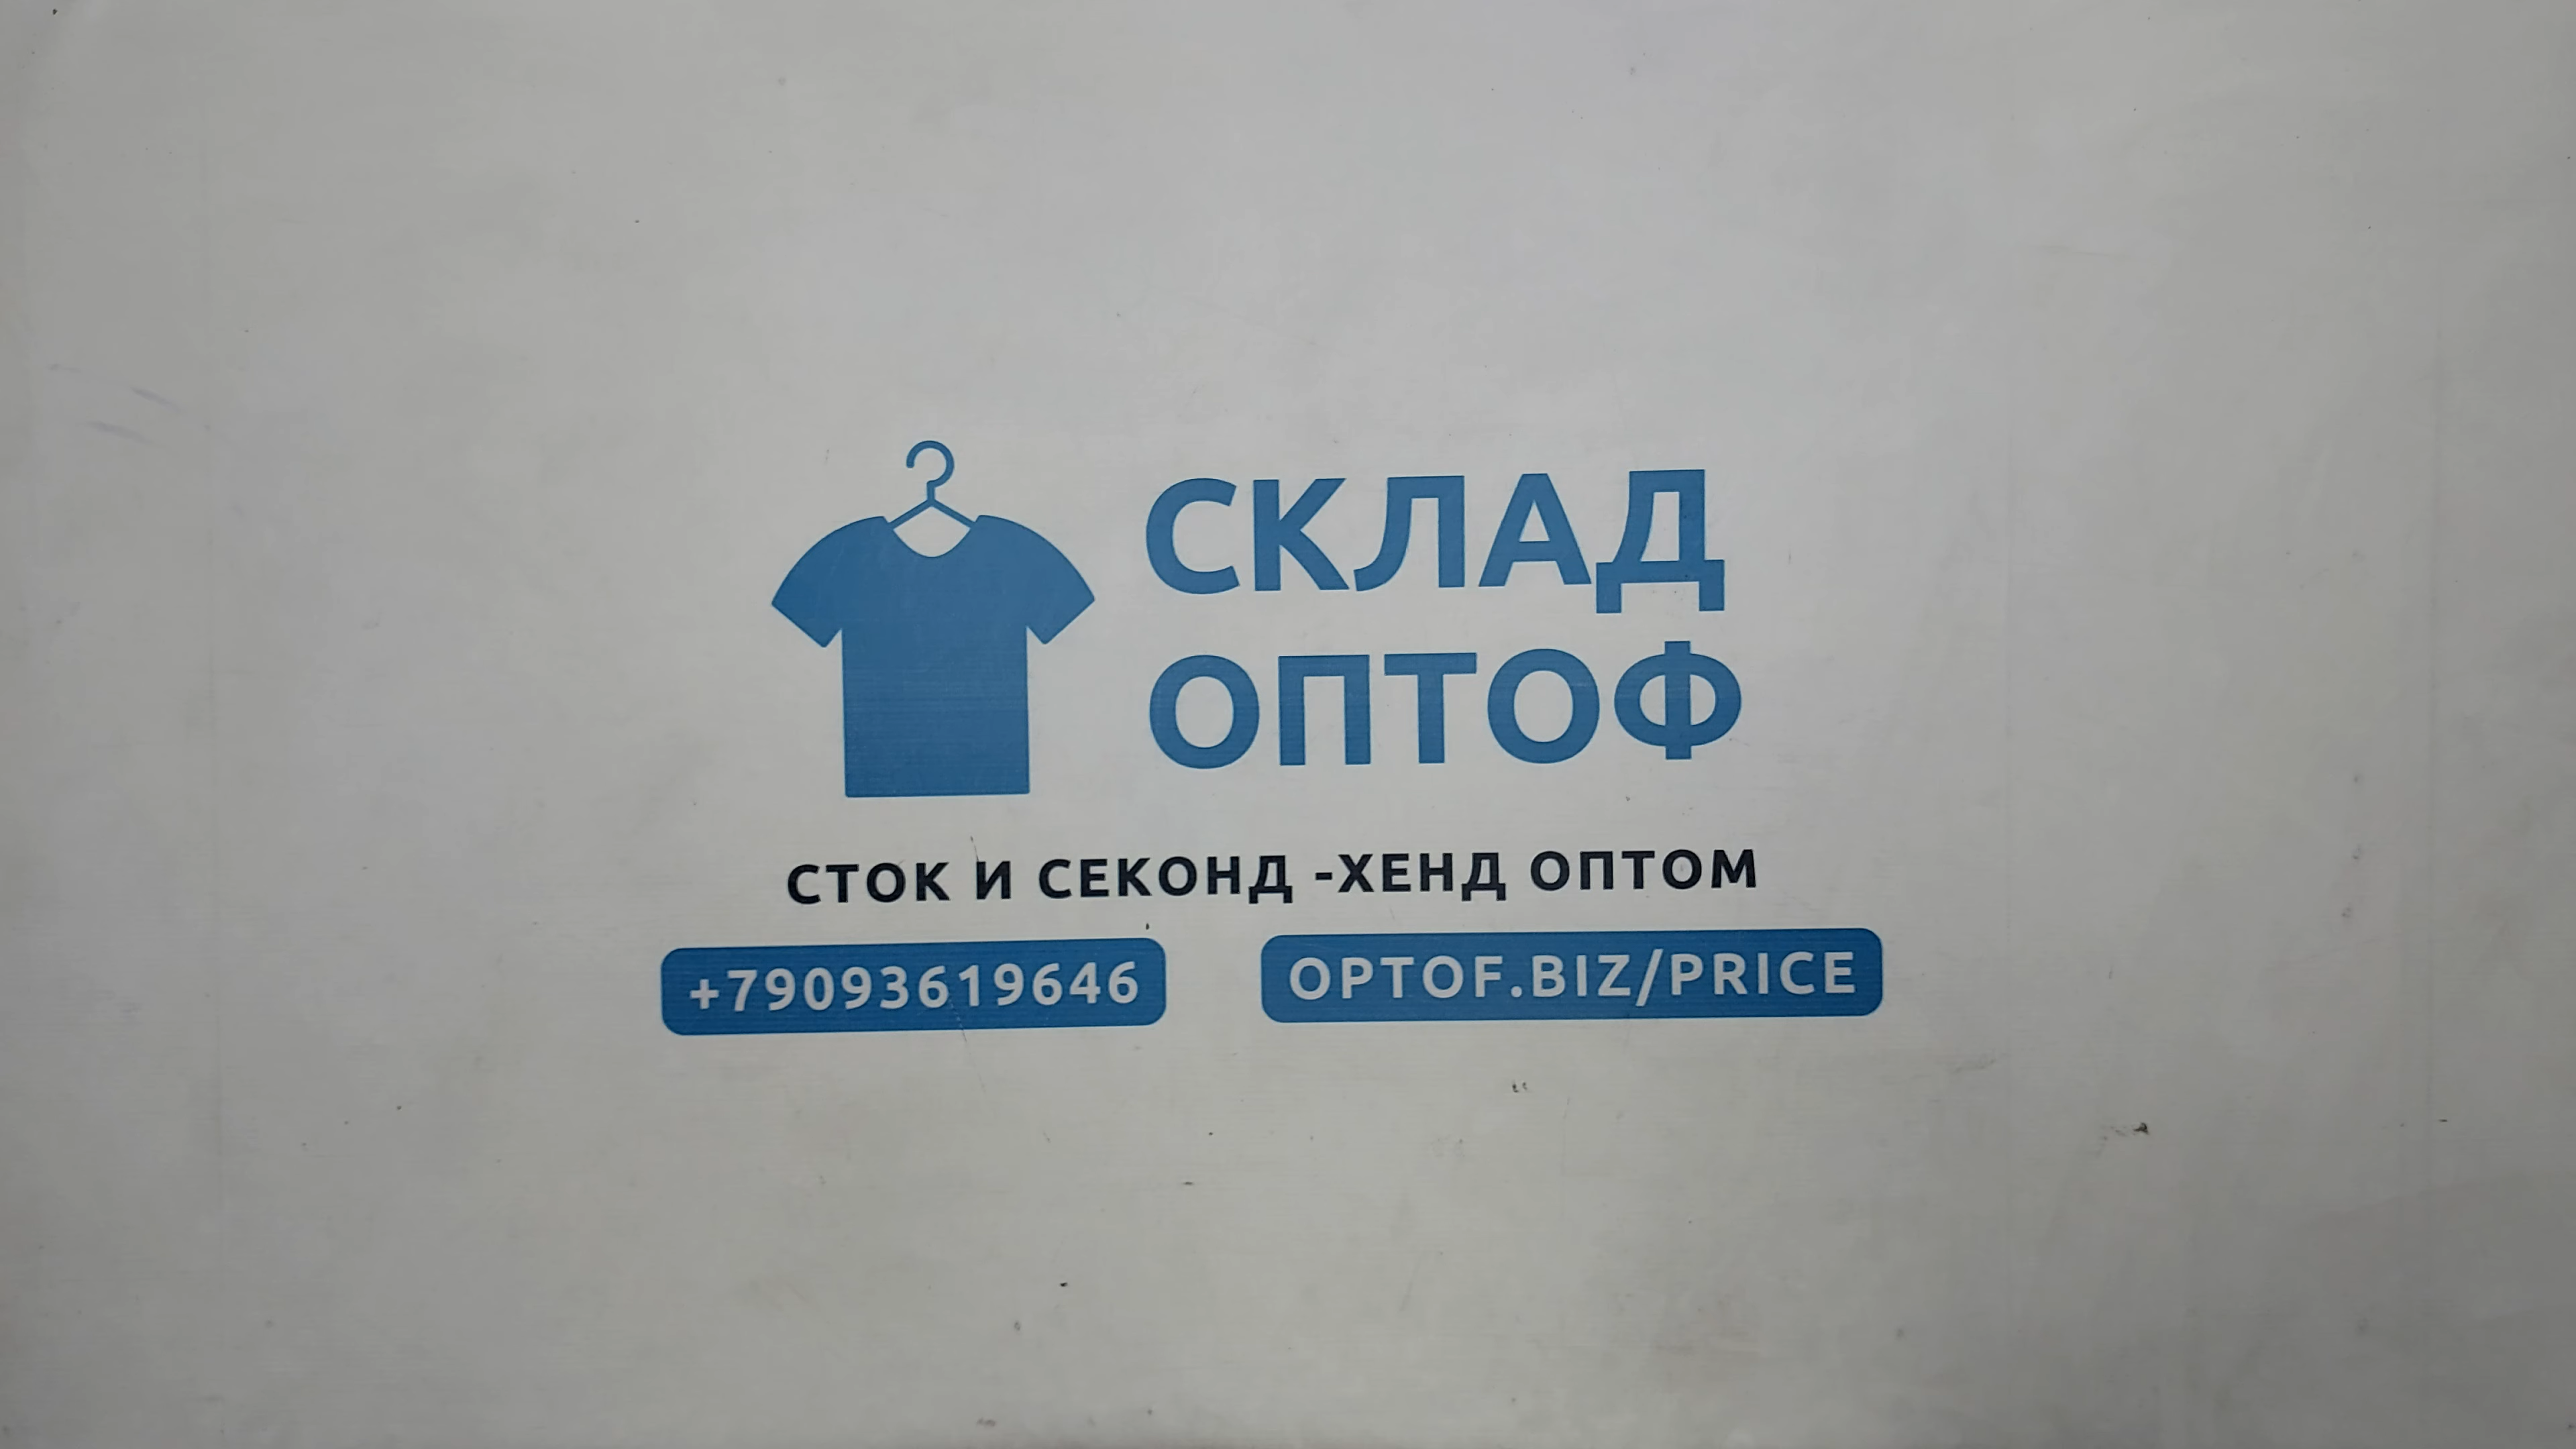 СКЛАД
ОПТОФ
СТОК И СЕКОНД -ХЕНД ОПТОМ
+79093619646
OPTOF.BIZ/PRICE